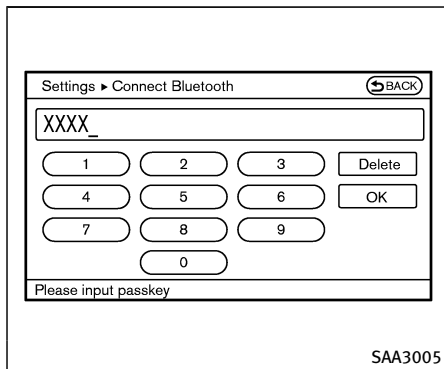 Settings ▶ Connect Bluetooth BACK
XXXX_
1 2 3 Delete
4 5 6 OK
7 8 9
0
Please input passkey
SAA3005